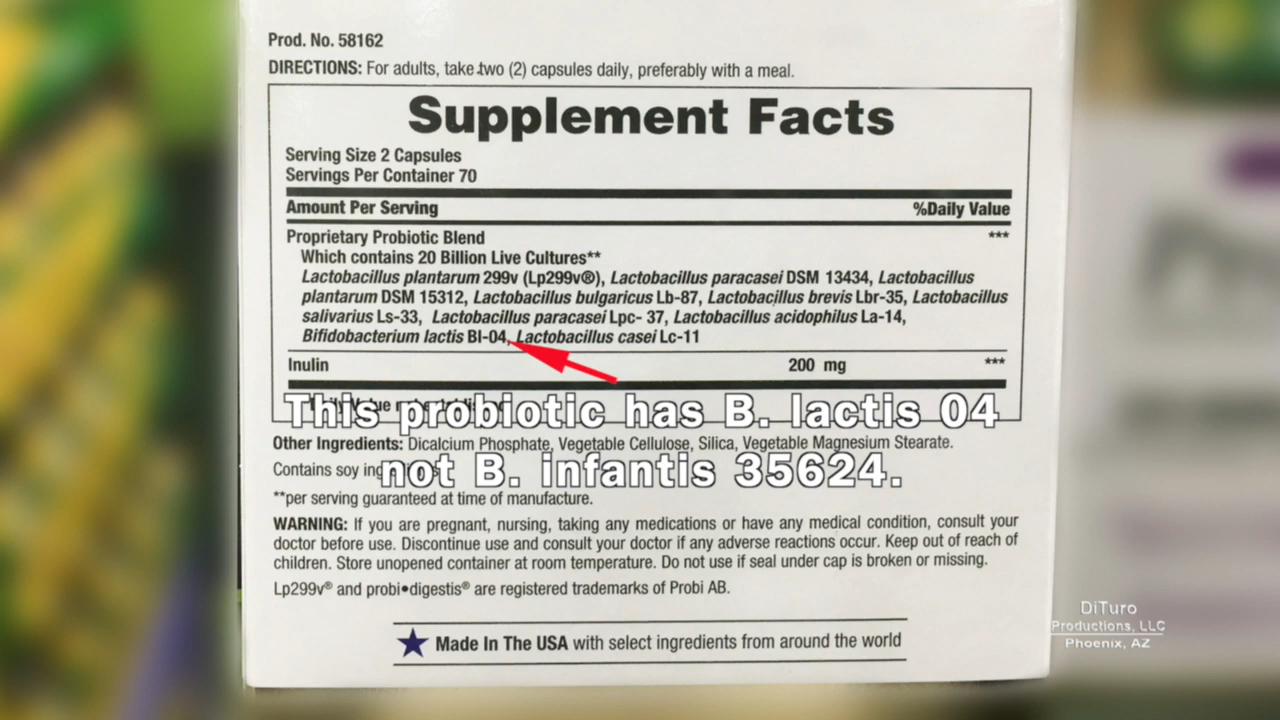 Prod. No. 58162
DIRECTIONS: For adults, take two (2) capsules daily, preferably with a meal.
Supplement Facts
Serving Size 2 Capsules
Servings Per Container 70
Amount Per Serving %Daily Value
Proprietary Probiotic Blend ***
Which contains 20 Billion Live Cultures**
Lactobacillus plantarum 299v (Lp299v®), Lactobacillus paracasei DSM 13434, Lactobacillus
plantarum DSM 15312, Lactobacillus bulgaricus Lb-87, Lactobacillus brevis Lbr-35, Lactobacillus
salivarius Ls-33, Lactobacillus paracasei Lpc- 37, Lactobacillus acidophilus La-14,
Bifidobacterium lactis BI-04, Lactobacillus casei Lc-11
Inulin 200 mg ***
This probiotic has B. lactis 04
Other Ingredients: Dicalcium Phosphate, Vegetable Cellulose, Silica, Vegetable Magnesium Stearate.
Contains soy
not B. infantis 35624.
**per serving guaranteed at time of manufacture.
WARNING: If you are pregnant, nursing, taking any medications or have any medical condition, consult your
doctor before use. Discontinue use and consult your doctor if any adverse reactions occur. Keep out of reach of
children. Store unopened container at room temperature. Do not use if seal under cap is broken or missing.
Lp299v® and probi•digestis® are registered trademarks of Probi AB.
Made In The USA with select ingredients from around the world
DiTuro
Productions, LLC
Phoenix, AZ